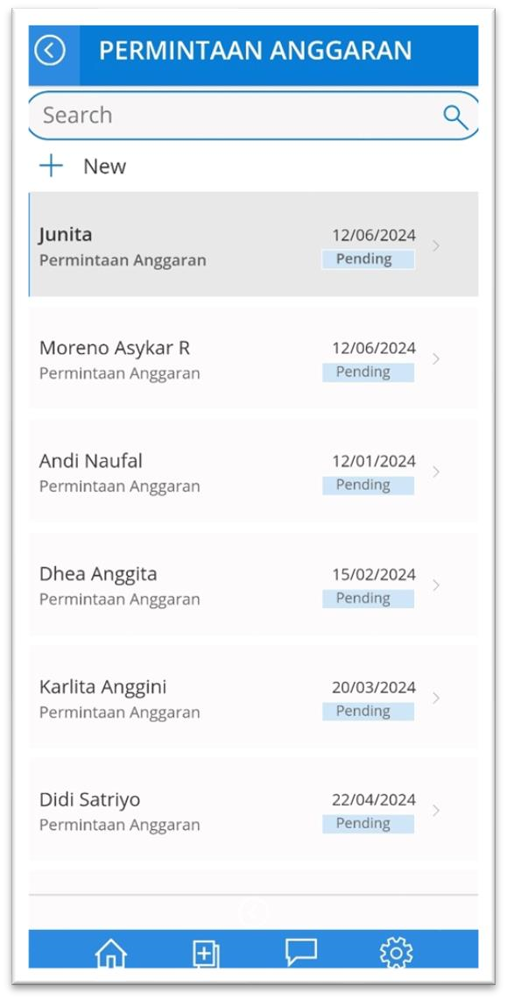 PERMINTAAN ANGGARAN
Search
New
Junita 12/06/2024
Permintaan Anggaran Pending
Moreno Asykar R 12/06/2024
Permintaan Anggaran Pending
Andi Naufal 12/01/2024
Permintaan Anggaran Pending
Dhea Anggita 15/02/2024
Permintaan Anggaran Pending
Karlita Anggini 20/03/2024
Permintaan Anggaran Pending
Didi Satriyo 22/04/2024
Permintaan Anggaran Pending